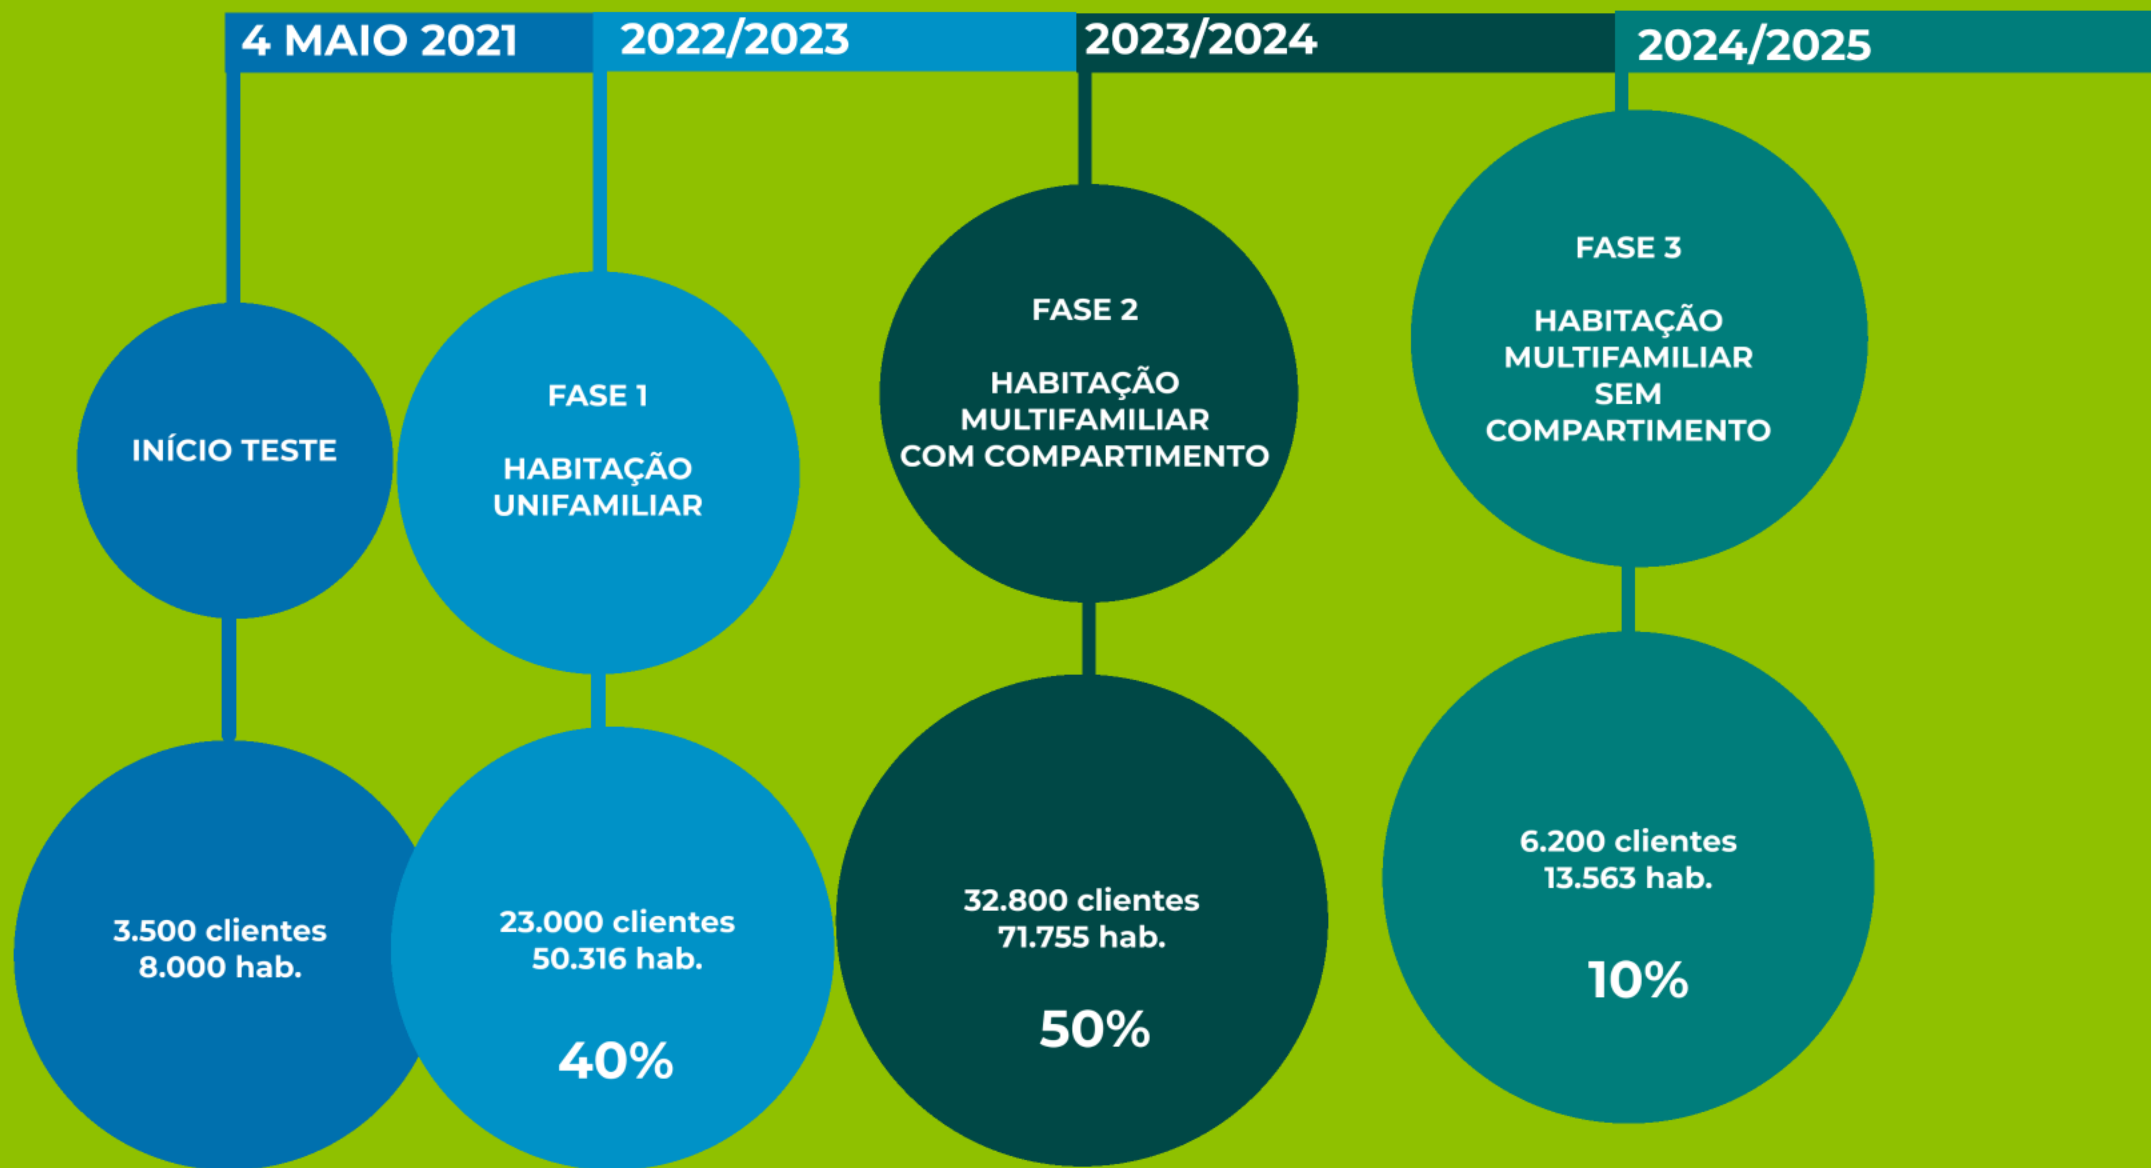 4 MAIO 2021
2022/2023
2023/2024
2024/2025
INÍCIO TESTE
3.500 clientes
8.000 hab.
FASE 1
HABITAÇÃO
UNIFAMILIAR
23.000 clientes
50.316 hab.
40%
FASE 2
HABITAÇÃO
MULTIFAMILIAR
COM COMPARTIMENTO
32.800 clientes
71.755 hab.
50%
FASE 3
HABITAÇÃO
MULTIFAMILIAR
SEM
COMPARTIMENTO
6.200 clientes
13.563 hab.
10%